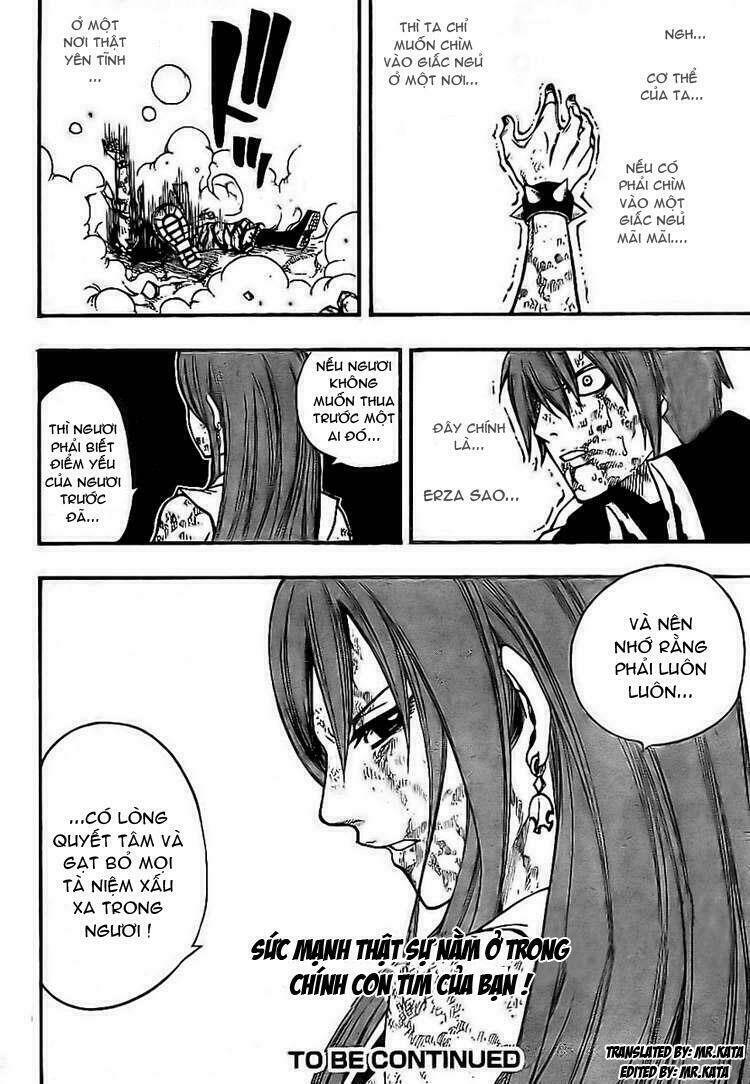 NGH...
CƠ THỂ
CỦA TA...
NẾU CÓ
PHẢI CHÌM
VÀO MỘT
GIẤC NGỦ
MÃI MÃI....
THÌ TA CHỈ
MUỐN CHÌM
VÀO GIẤC NGỦ
Ở MỘT NƠI...
Ở MỘT
NƠI THẬT
YÊN TĨNH
...
ĐÂY CHÍNH
LÀ...
ERZA SAO...
NẾU NGƯƠI
KHÔNG
MUỐN THUA
TRƯỚC MỘT
AI ĐÓ...
THÌ NGƯƠI
PHẢI BIẾT
ĐIỂM YẾU
CỦA NGƯƠI
TRƯỚC
ĐÃ...
VÀ NÊN
NHỚ RẰNG
PHẢI LUÔN
LUÔN...
...CÓ LÒNG
QUYẾT TÂM VÀ
GẠT BỎ MỌI
TÀ NIỆM XẤU
XA TRONG
NGƯƠI !
SỨC MẠNH THẬT SỰ NẰM Ở TRONG
CHÍNH CON TIM CỦA BẠN !
TO BE CONTINUED
TRANSLATED BY: MR.KATA
EDITED BY: MR.KATA